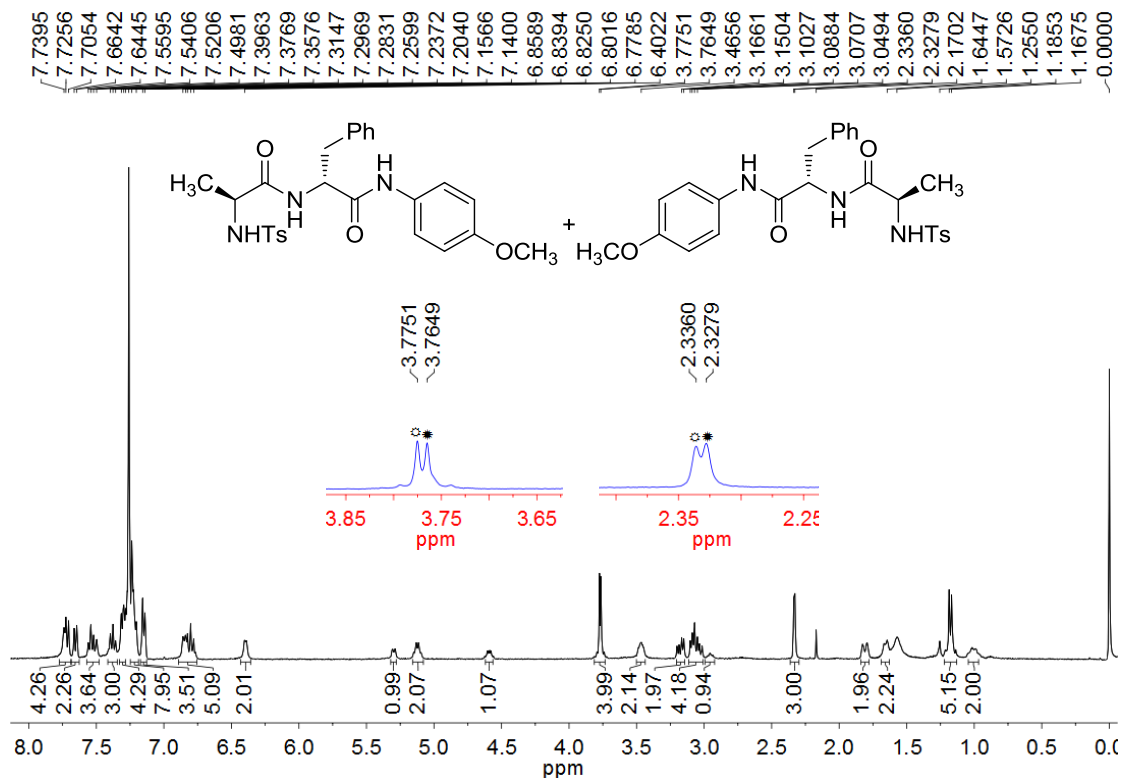 7.7395
7.7256
7.7054
7.6642
7.6445
7.5595
7.5406
7.5206
7.4981
7.3963
7.3769
7.3576
7.3147
7.2969
7.2831
7.2599
7.2372
7.2040
7.1566
7.1400
6.8589
6.8394
6.8250
6.8016
6.7785
6.4022
3.7751
3.7649
3.4656
3.1661
3.1504
3.1027
3.0884
3.0707
3.0494
2.3360
2.3279
2.1702
1.6447
1.5726
1.2550
1.1853
1.1675
-0.0000
Ph
O
H
N
H3C
N
H
O
NHTs
OCH3
+
Ph
H
N
O
N
H
CH3
O
H3CO
NHTs
3.7751
3.7649
2.3360
2.3279
3.85 3.75 3.65
ppm
2.35 2.25
ppm
4.26
2.26
3.64
3.00
4.29
7.95
3.51
5.09
2.01
0.99
2.07
1.07
3.99
2.14
1.97
4.18
0.94
3.00
1.96
2.24
5.15
2.00
8.0 7.5 7.0 6.5 6.0 5.5 5.0 4.5 4.0 3.5 3.0 2.5 2.0 1.5 1.0 0.5 0.0
ppm